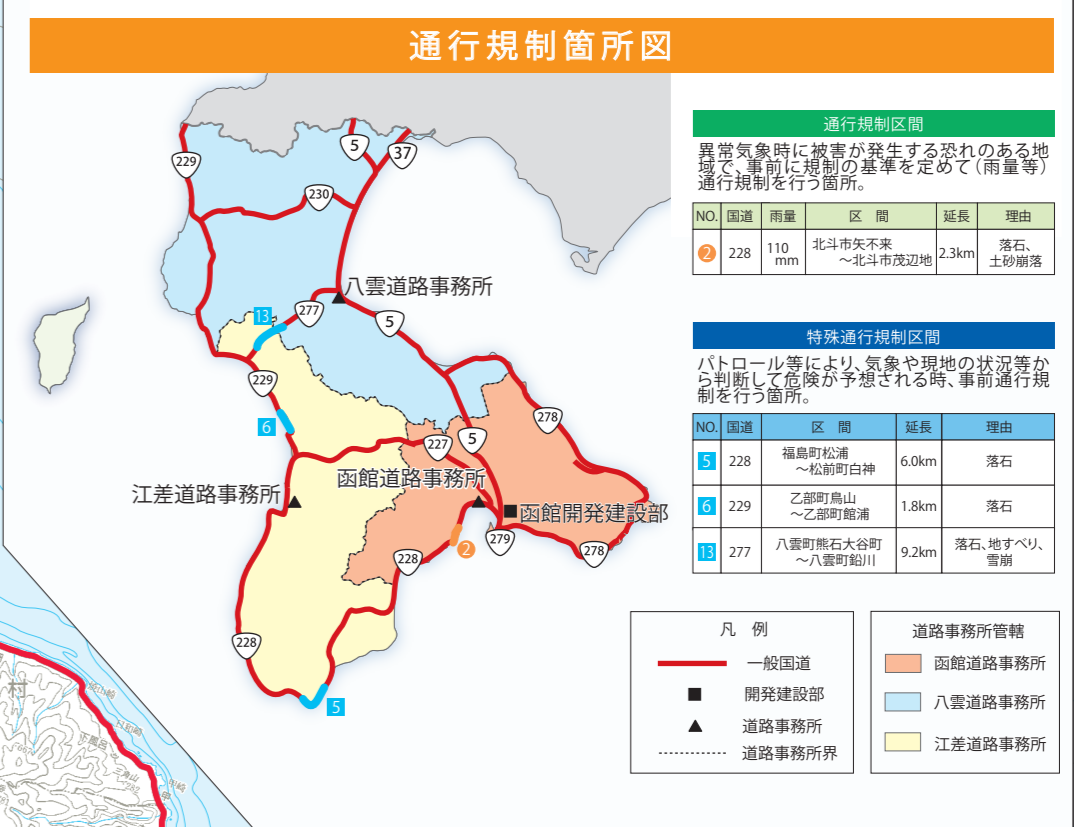 通行規制箇所図
5
37
229
230
八雲道路事務所
13
277
5
229
6
278
227
5
函館道路事務所
江差道路事務所
函館開発建設部
2
279
278
228
228
5
通行規制区間
異常気象時に被害が発生する恐れのある地
域で、事前に規制の基準を定めて(雨量等)
通行規制を行う箇所。
NO. 国道 雨量 区 間 延長 理由
2 228 110mm 北斗市矢不来～北斗市茂辺地 2.3km 落石、土砂崩落
特殊通行規制区間
パトロール等により、気象や現地の状況等か
ら判断して危険が予想される時、事前通行規
制を行う箇所。
NO. 国道 区 間 延長 理由
5 228 福島町松浦～松前町白神 6.0km 落石
6 229 乙部町鳥山～乙部町館浦 1.8km 落石
13 277 八雲町熊石大谷町～八雲町鉛川 9.2km 落石、地すべり、雪崩
凡 例
一般国道
開発建設部
道路事務所
道路事務所界
道路事務所管轄
函館道路事務所
八雲道路事務所
江差道路事務所
村
三角山